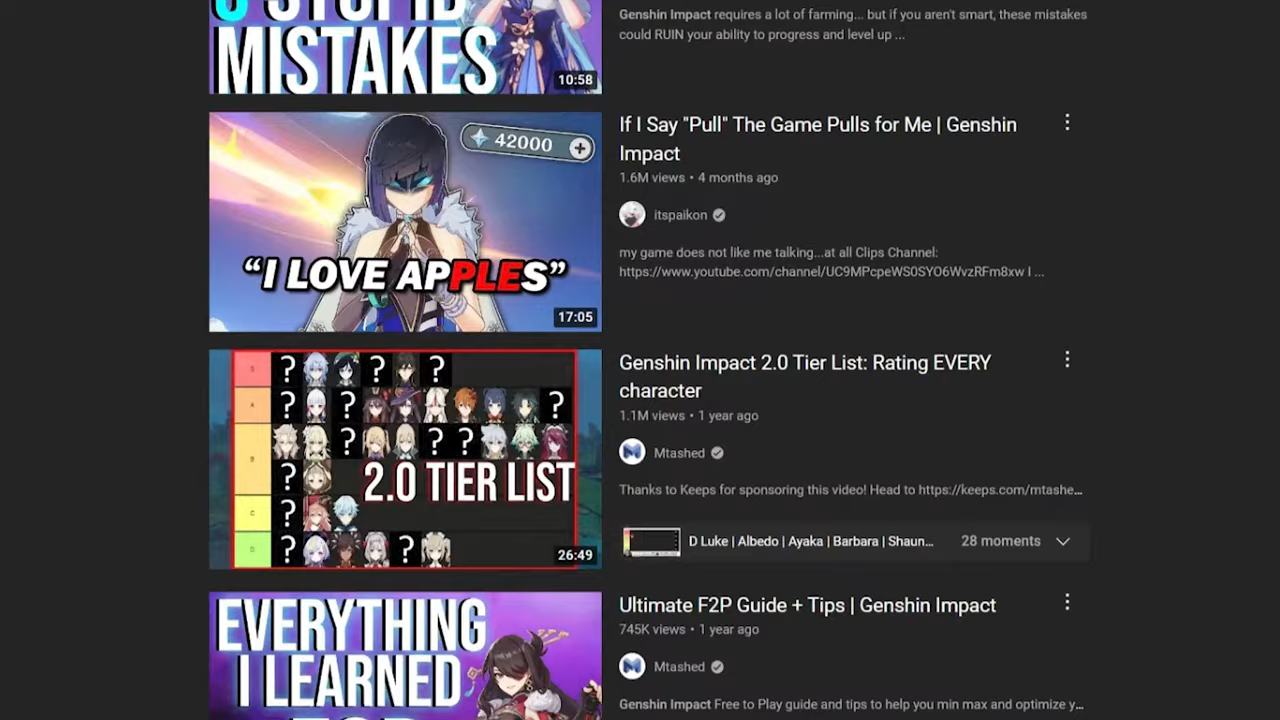 STUPID
MISTAKES
10:58
Genshin Impact requires a lot of farming... but if you aren't smart, these mistakes
could RUIN your ability to progress and level up ...
42000
"I LOVE APPLES"
17:05
If I Say "Pull" The Game Pulls for Me | Genshin
Impact
1.6M views • 4 months ago
itspaikon
my game does not like me talking...at all Clips Channel:
https://www.youtube.com/channel/UC9MPcpeWS0SYO6WvzRFm8xw I ...
S
? ? ?
A
? ? ?
B
? ? ?
?
2.0 TIER LIST
C
?
D
? ?
26:49
Genshin Impact 2.0 Tier List: Rating EVERY
character
1.1M views • 1 year ago
Mtashed
Thanks to Keeps for sponsoring this video! Head to https://keeps.com/mtashe...
D Luke | Albedo | Ayaka | Barbara | Shaun...
28 moments
EVERYTHING
I LEARNED
Ultimate F2P Guide + Tips | Genshin Impact
745K views • 1 year ago
Mtashed
Genshin Impact Free to Play guide and tips to help you min max and optimize y...